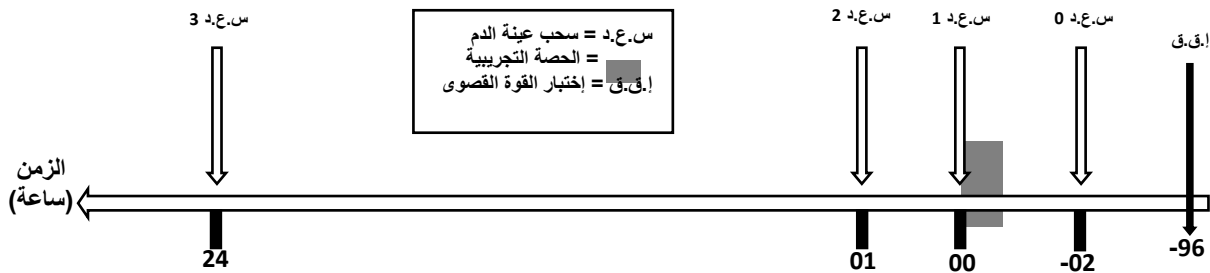 إ.ق.ق
س.ع.د 0
س.ع.د 1
س.ع.د 2
س.ع.د 3
س.ع.د = سحب عينة الدم
= الحصة التجريبية
إ.ق.ق = إختبار القوة القصوى
الزمن
(ساعة)
-96
-02
00
01
24